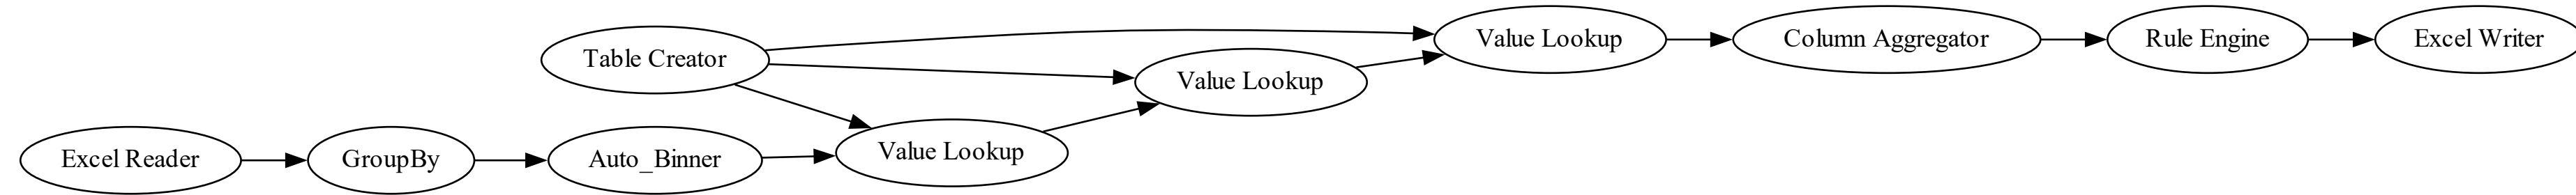 Table Creator
Value Lookup
Value Lookup
Value Lookup
Column Aggregator
Rule Engine
Excel Writer
Excel Reader
GroupBy
Auto_Binner